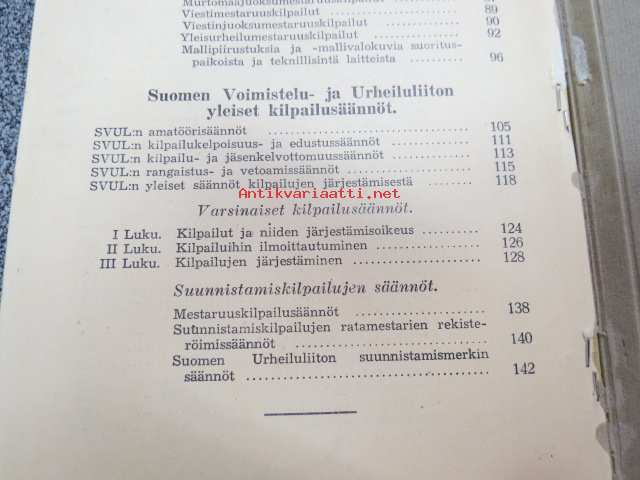 Murtomaajuoksumestaruuskilpailut
Viestimestaruuskilpailut 89
Viestinjuoksumestaruuskilpailut 90
Yleisurheilumestaruuskilpailut 92
Mallipiirustuksia ja -mallivalokuvia suoritus-
paikoista ja teknillisintä laitteista 96
Suomen Voimistelu- ja Urheiluliiton
yleiset kilpailusäännöt.
SVUL:n amatöörisäännöt 105
SVUL:n kilpailukelpoisuus- ja edustussäännöt 111
SVUL:n kilpailu- ja jäsenkelvottomuussäännöt 113
SVUL:n rangaistus- ja vetoamissäännöt 115
SVUL:n yleiset säännöt kilpailujen järjestämisestä 118
Antikvariaatti.net
Varsinaiset kilpailusäännöt.
I Luku. Kilpailut ja niiden järjestämisoikeus 124
II Luku. Kilpailuihin ilmoittautuminen 126
III Luku. Kilpailujen järjestäminen 128
Suunnistamiskilpailujen säännöt.
Mestaruuskilpailusäännöt 138
Suunnistamiskilpailujen ratamestarien rekiste-
röimissäännöt 140
Suomen Urheiluliiton suunnistamismerkin
säännöt 142